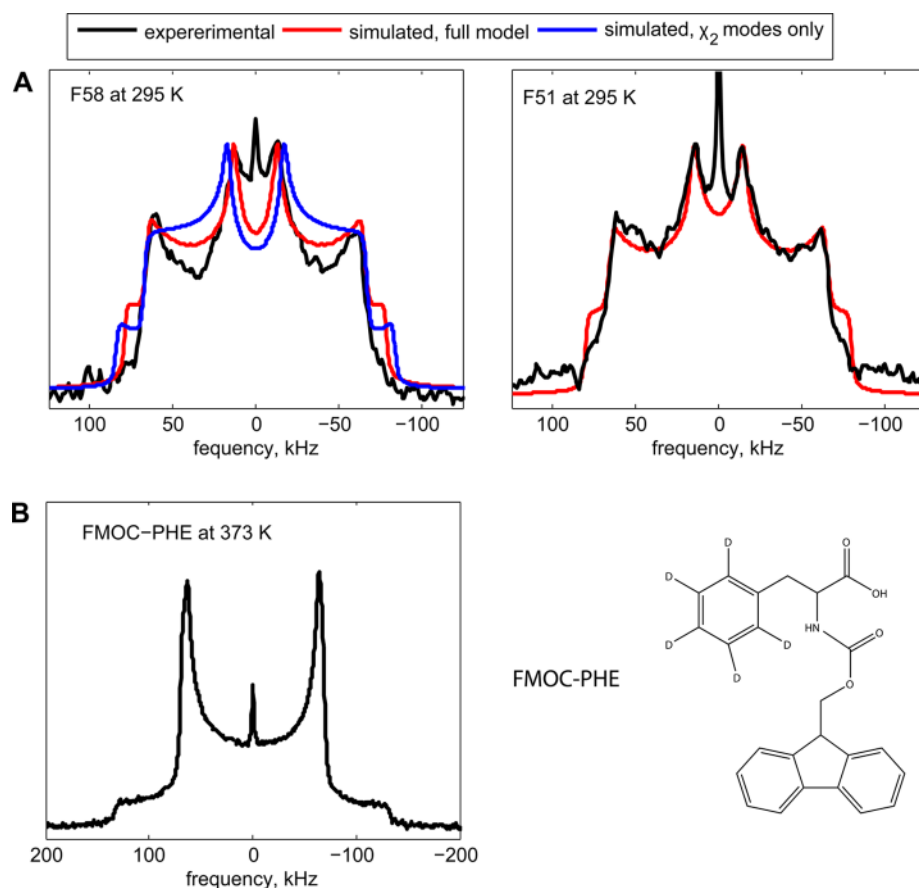 expererimental simulated, full model simulated, χ2 modes only
A
F58 at 295 K
100 50 0 −50 −100
fequency, kHz
F51 at 295 K
100 50 0 −50 −100
frequency, kHz
B
FMOC−PHE at 373 K
200 100 0 −100 −200
frequency, kHz
FMOC-PHE
D
O
D
OH
D
D
HN
O
D
O